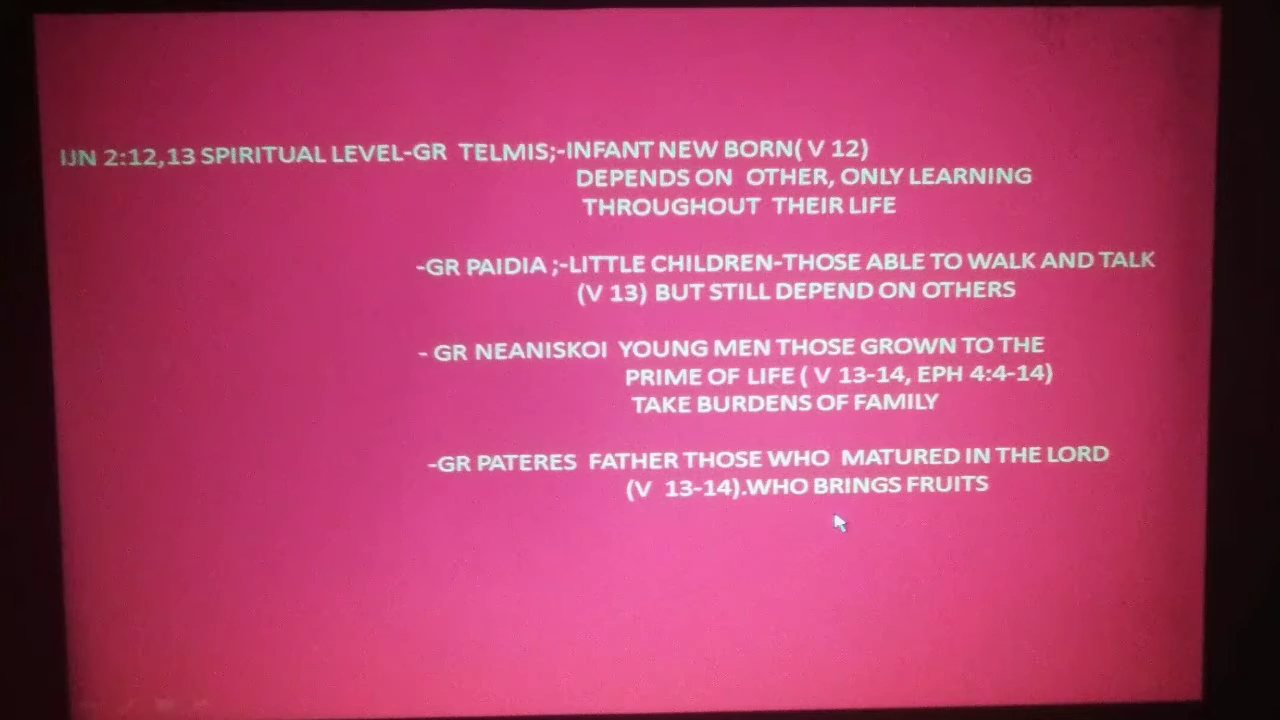 IJN 2:12,13 SPIRITUAL LEVEL-GR TELMIS;-INFANT NEW BORN( V 12)
DEPENDS ON OTHER, ONLY LEARNING
THROUGHOUT THEIR LIFE
-GR PAIDIA ;-LITTLE CHILDREN-THOSE ABLE TO WALK AND TALK
(V 13) BUT STILL DEPEND ON OTHERS
- GR NEANISKOI YOUNG MEN THOSE GROWN TO THE
PRIME OF LIFE ( V 13-14, EPH 4:4-14)
TAKE BURDENS OF FAMILY
-GR PATERES FATHER THOSE WHO MATURED IN THE LORD
(V 13-14).WHO BRINGS FRUITS